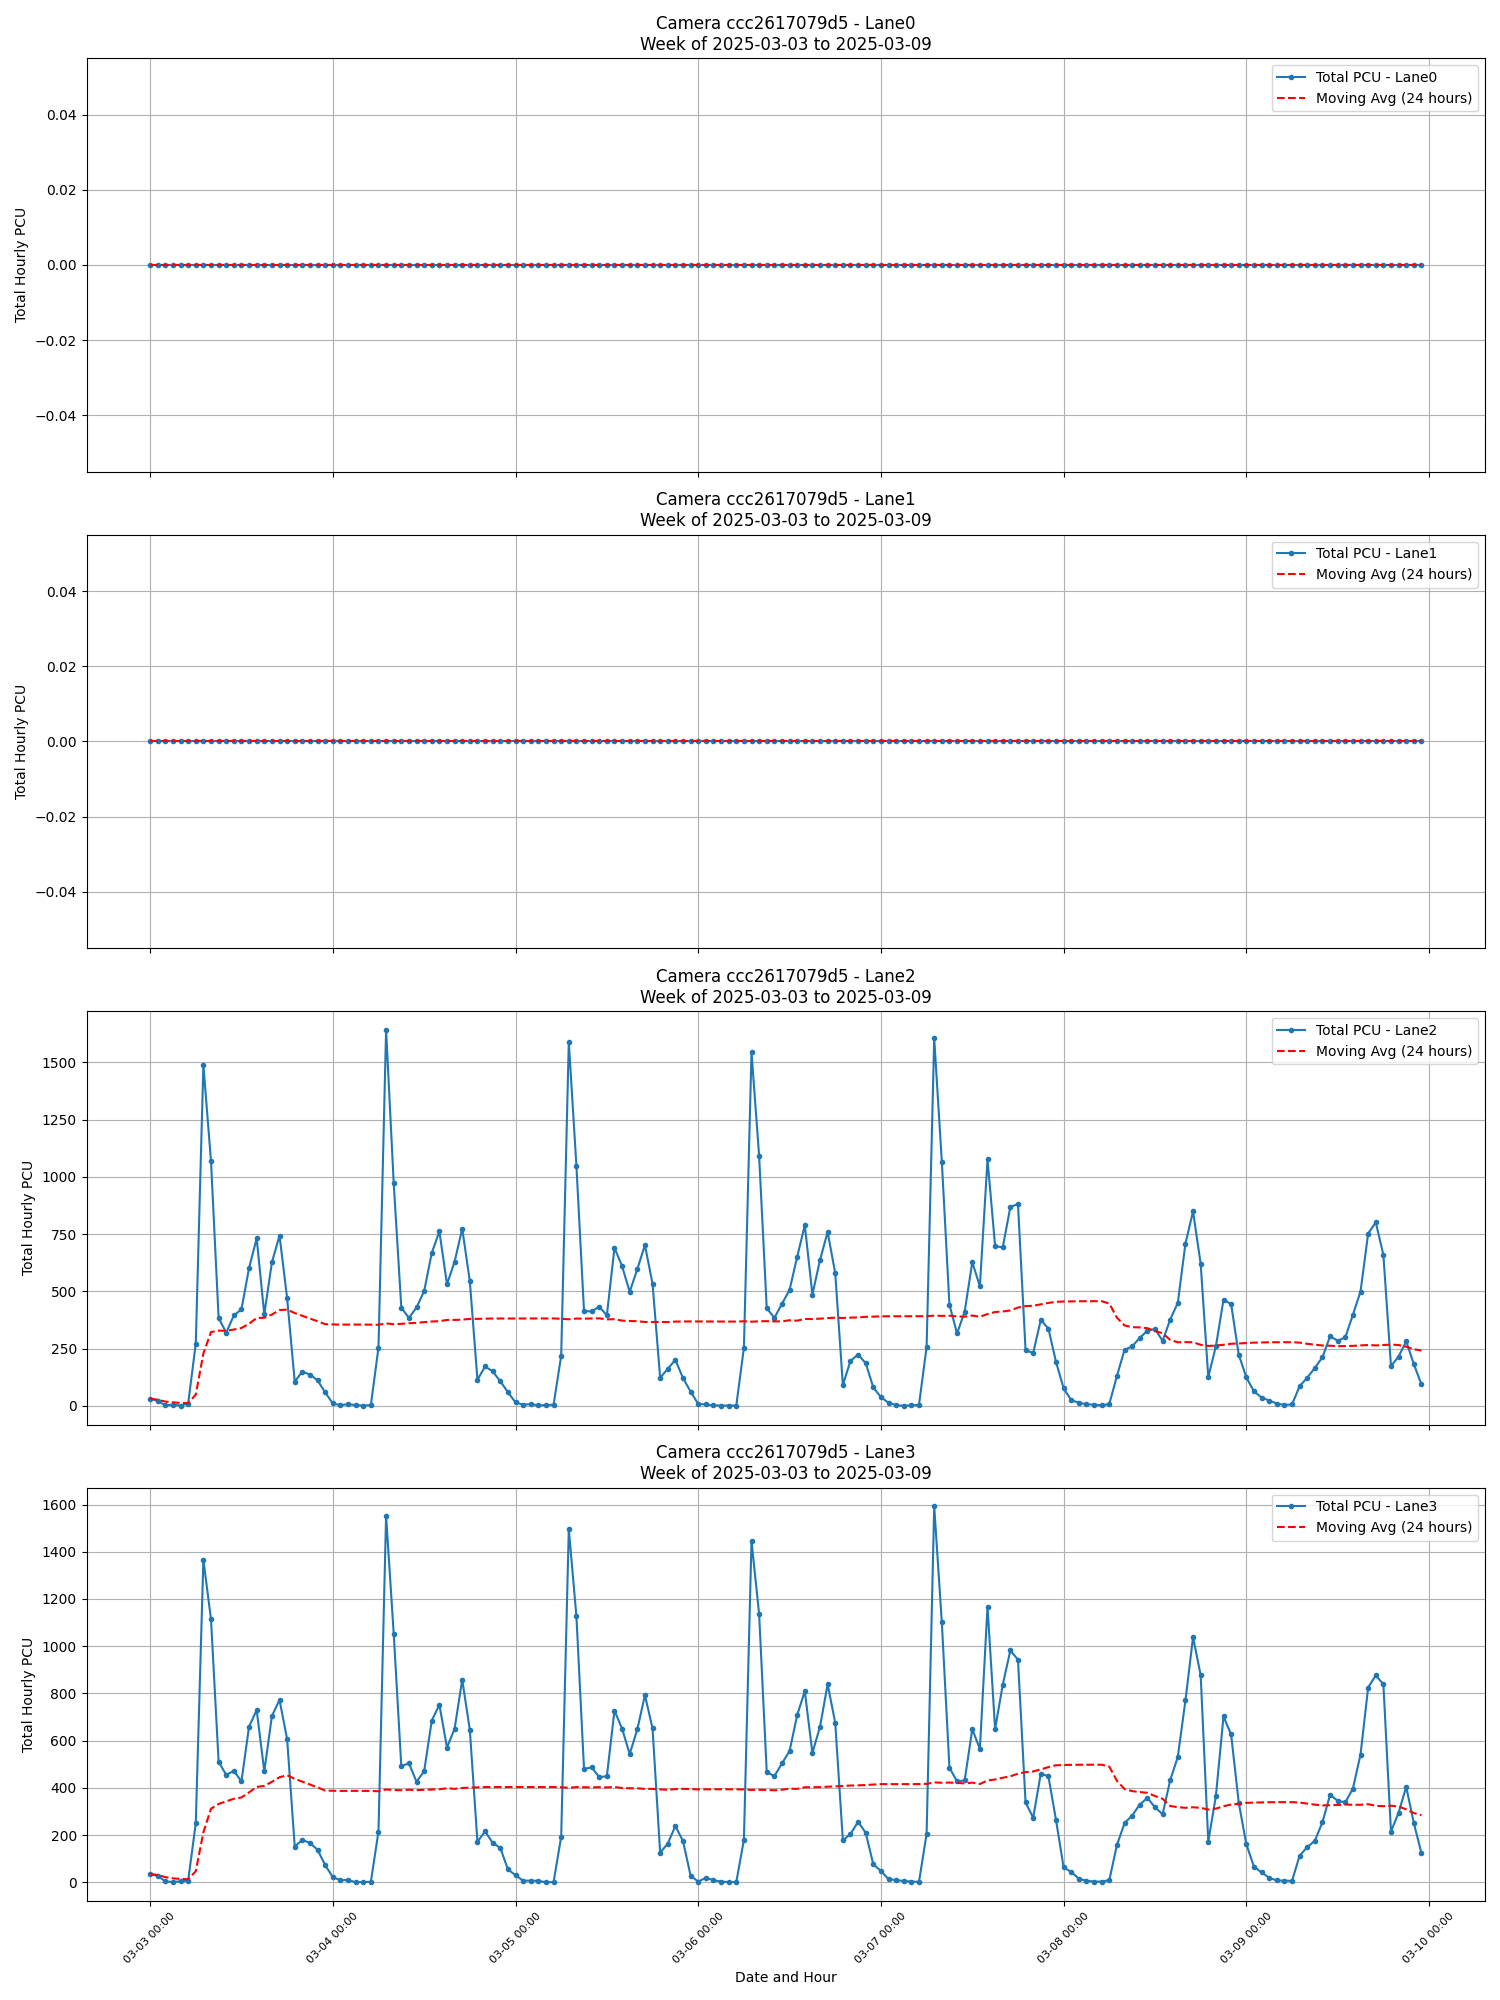 Camera ccc2617079d5 - Lane0
Week of 2025-03-03 to 2025-03-09
Total PCU - Lane0
Moving Avg (24 hours)
Total Hourly PCU
0.04
0.02
0.00
−0.02
−0.04
Camera ccc2617079d5 - Lane1
Week of 2025-03-03 to 2025-03-09
Total PCU - Lane1
Moving Avg (24 hours)
Total Hourly PCU
0.04
0.02
0.00
−0.02
−0.04
Camera ccc2617079d5 - Lane2
Week of 2025-03-03 to 2025-03-09
Total PCU - Lane2
Moving Avg (24 hours)
Total Hourly PCU
1500
1250
1000
750
500
250
0
Camera ccc2617079d5 - Lane3
Week of 2025-03-03 to 2025-03-09
Total PCU - Lane3
Moving Avg (24 hours)
Total Hourly PCU
1600
1400
1200
1000
800
600
400
200
0
03-03 00:00
03-04 00:00
03-05 00:00
03-06 00:00
03-07 00:00
03-08 00:00
03-09 00:00
03-10 00:00
Date and Hour